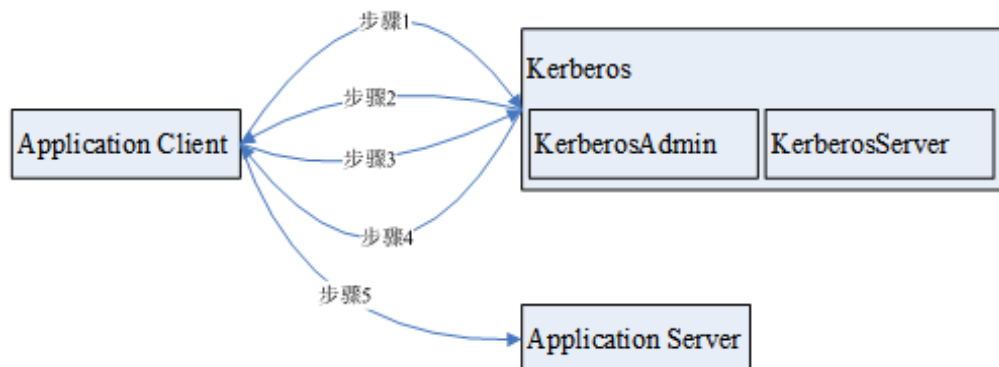 步骤1
Kerberos
步骤2
Application Client
KerberosAdmin
KerberosServer
步骤3
步骤4
步骤5
Application Server